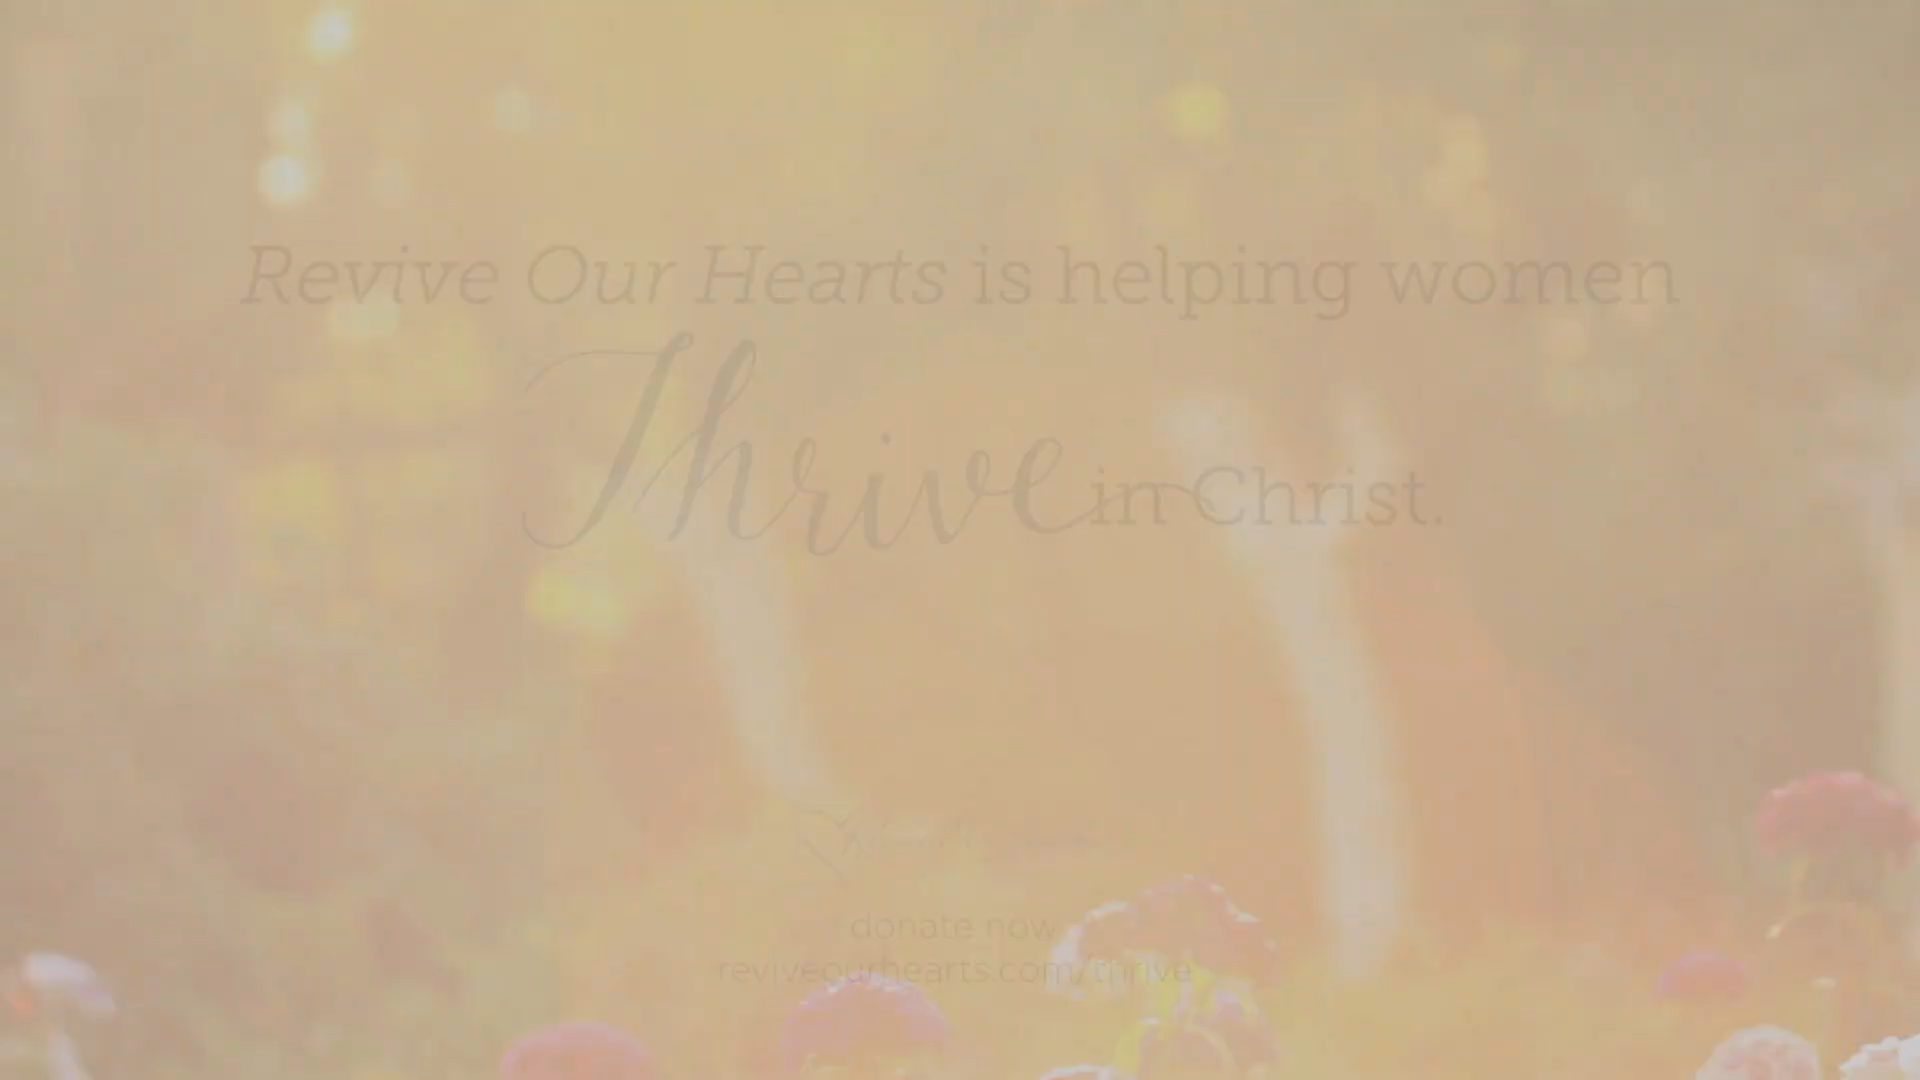 Revive Our Hearts is helping women
Thrive in Christ.
donate now
reviveourhearts.com/thrive